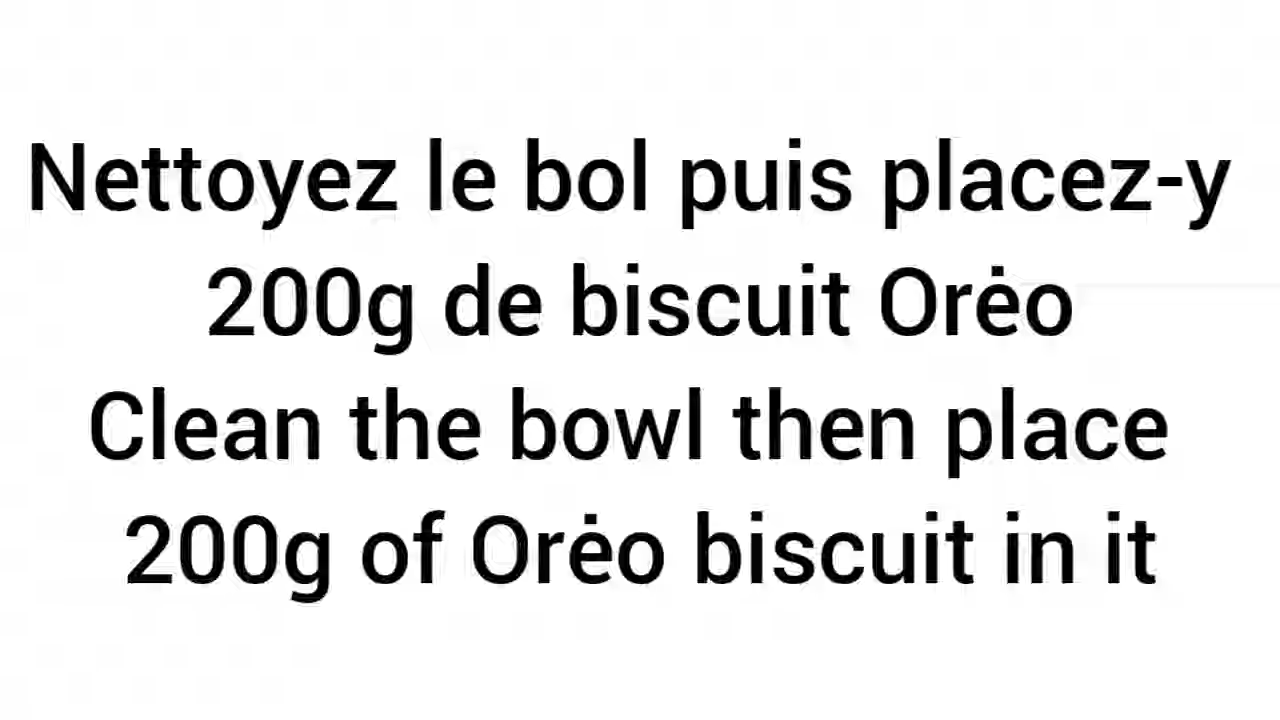 Nettoyez le bol puis placez-y
200g de biscuit Orėo
Clean the bowl then place
200g of Orėo biscuit in it